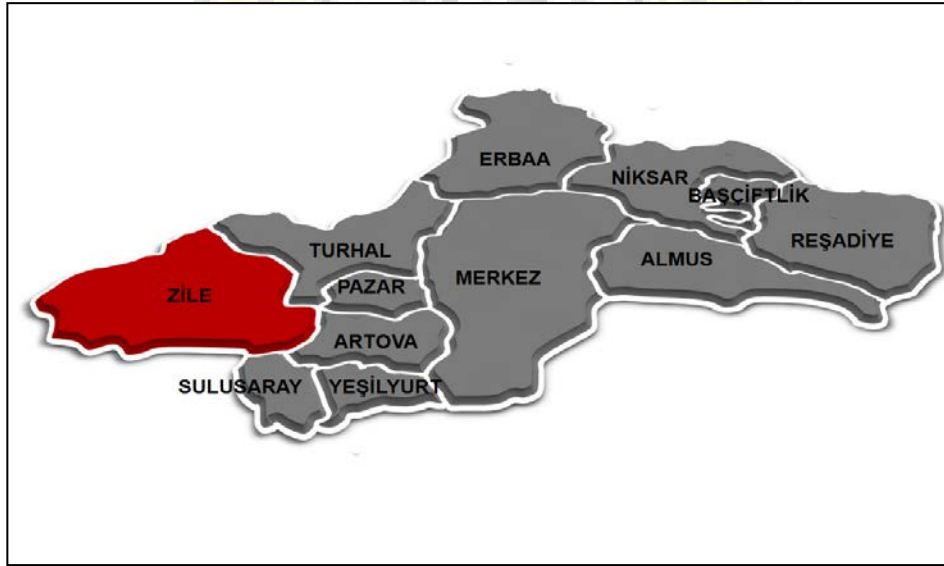 ERBAA
NİKSAR
BAŞÇİFTLİK
REŞADİYE
TURHAL
ALMUS
MERKEZ
PAZAR
ZİLE
ARTOVA
SULUSARAY
YEŞİLYURT